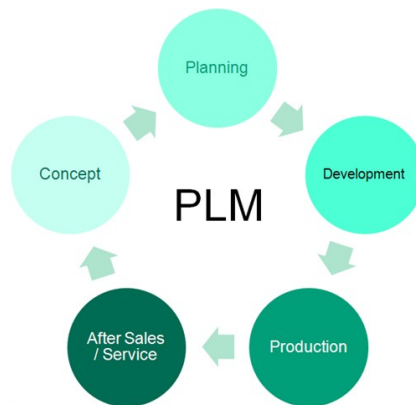 Planning
Concept
Development
PLM
After Sales
/ Service
Production